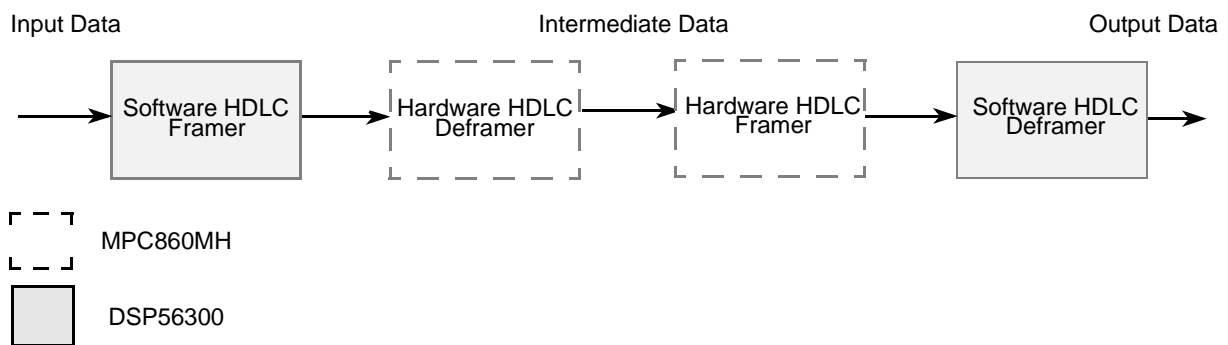 Input Data
Intermediate Data
Output Data
Software HDLC
Framer
Hardware HDLC
Deframer
Hardware HDLC
Framer
Software HDLC
Deframer
MPC860MH
DSP56300